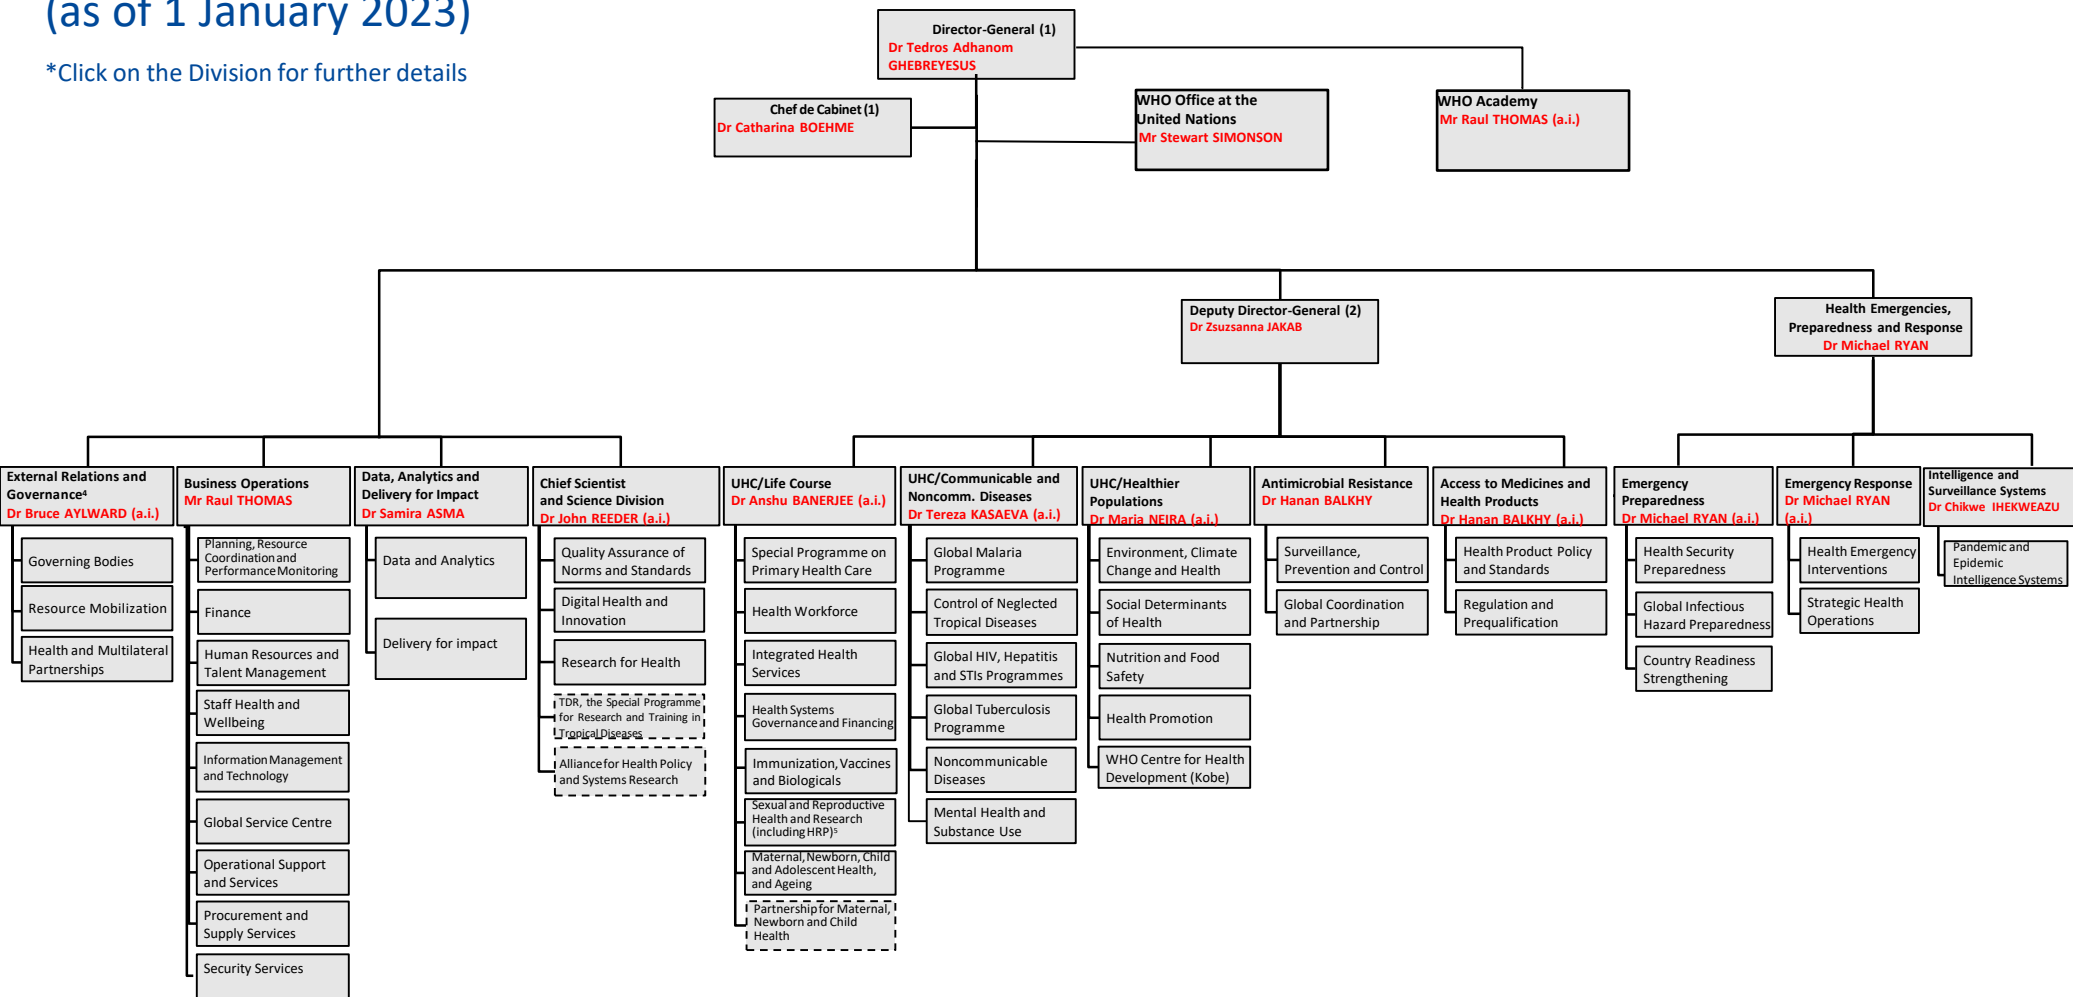 (as of 1 January 2023)
*Click on the Division for further details
Director-General (1)
Dr Tedros Adhanom
GHEBREYESUS
Chef de Cabinet (1)
Dr Catharina BOEHME
WHO Office at the
United Nations
Mr Stewart SIMONSON
WHO Academy
Mr Raul THOMAS (a.i.)
Deputy Director-General (2)
Dr Zsuzsanna JAKAB
Health Emergencies,
Preparedness and Response
Dr Michael RYAN
External Relations and
Governance⁴
Dr Bruce AYLWARD (a.i.)
Governing Bodies
Resource Mobilization
Health and Multilateral
Partnerships
Business Operations
Mr Raul THOMAS
Planning, Resource
Coordination and
Performance Monitoring
Finance
Human Resources and
Talent Management
Staff Health and
Wellbeing
Information Management
and Technology
Global Service Centre
Operational Support
and Services
Procurement and
Supply Services
Security Services
Data, Analytics and
Delivery for Impact
Dr Samira ASMA
Data and Analytics
Delivery for impact
Chief Scientist
and Science Division
Dr John REEDER (a.i.)
Quality Assurance of
Norms and Standards
Digital Health and
Innovation
Research for Health
TDR, the Special Programme
for Research and Training in
Tropical Diseases
Alliance for Health Policy
and Systems Research
UHC/Life Course
Dr Anshu BANERJEE (a.i.)
Special Programme on
Primary Health Care
Health Workforce
Integrated Health
Services
Health Systems
Governance and Financing
Immunization, Vaccines
and Biologicals
Sexual and Reproductive
Health and Research
(including HRP)⁵
Maternal, Newborn, Child
and Adolescent Health,
and Ageing
Partnership for Maternal,
Newborn and Child
Health
UHC/Communicable and
Noncomm. Diseases
Dr Tereza KASAEVA (a.i.)
Global Malaria
Programme
Control of Neglected
Tropical Diseases
Global HIV, Hepatitis
and STIs Programmes
Global Tuberculosis
Programme
Noncommunicable
Diseases
Mental Health and
Substance Use
UHC/Healthier
Populations
Dr Maria NEIRA (a.i.)
Environment, Climate
Change and Health
Social Determinants
of Health
Nutrition and Food
Safety
Health Promotion
WHO Centre for Health
Development (Kobe)
Antimicrobial Resistance
Dr Hanan BALKHY
Surveillance,
Prevention and Control
Global Coordination
and Partnership
Access to Medicines and
Health Products
Dr Hanan BALKHY (a.i.)
Health Product Policy
and Standards
Regulation and
Prequalification
Emergency
Preparedness
Dr Michael RYAN (a.i.)
Health Security
Preparedness
Global Infectious
Hazard Preparedness
Country Readiness
Strengthening
Emergency Response
Dr Michael RYAN
(a.i.)
Health Emergency
Interventions
Strategic Health
Operations
Intelligence and
Surveillance Systems
Dr Chikwe IHEKWEAZU
Pandemic and
Epidemic
Intelligence Systems